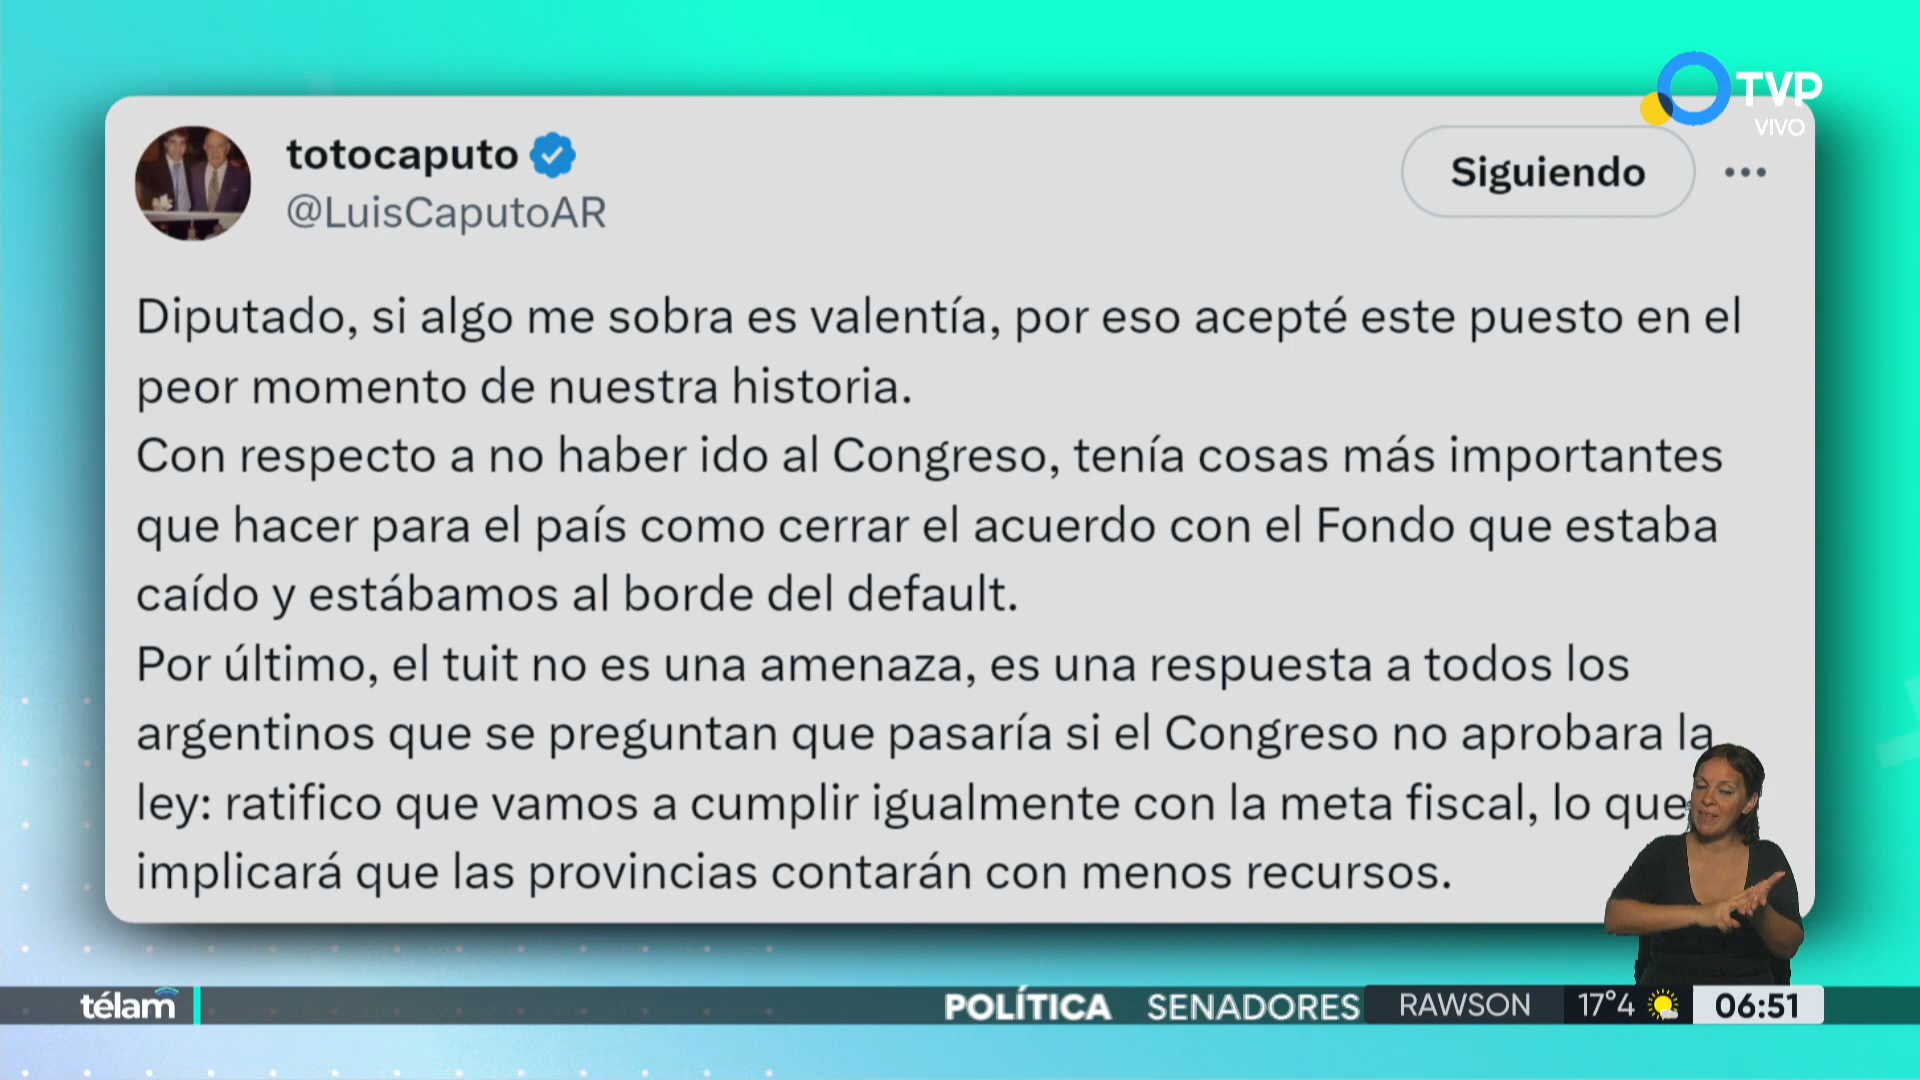 TVP
VIVO
totocaputo
@LuisCaputoAR
Siguiendo
Diputado, si algo me sobra es valentía, por eso acepté este puesto en el
peor momento de nuestra historia.
Con respecto a no haber ido al Congreso, tenía cosas más importantes
que hacer para el país como cerrar el acuerdo con el Fondo que estaba
caído y estábamos al borde del default.
Por último, el tuit no es una amenaza, es una respuesta a todos los
argentinos que se preguntan que pasaría si el Congreso no aprobara la
ley: ratifico que vamos a cumplir igualmente con la meta fiscal, lo que
implicará que las provincias contarán con menos recursos.
télam
POLÍTICA SENADORES RAWSON 17°4 06:51